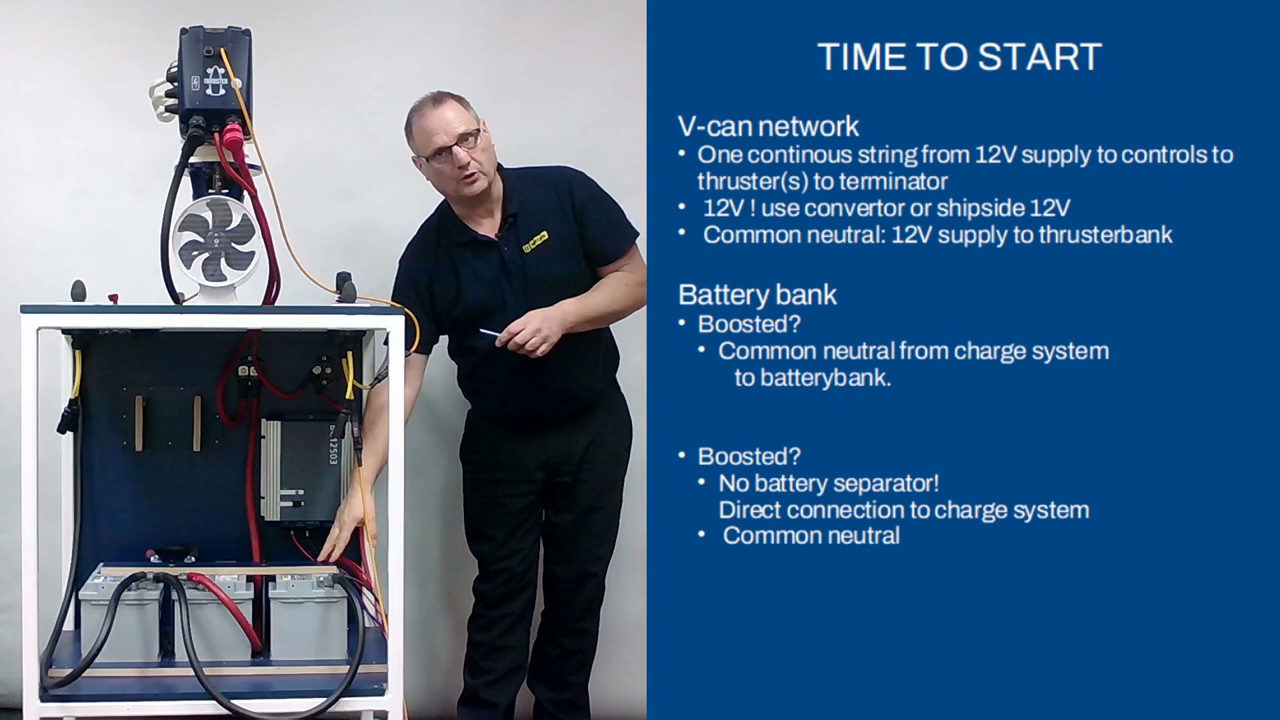 THRUSTER
BC12503
TIME TO START
V-can network
• One continous string from 12V supply to controls to
thruster(s) to terminator
• 12V ! use convertor or shipside 12V
• Common neutral: 12V supply to thrusterbank
Battery bank
• Boosted?
• Common neutral from charge system
to batterybank.
• Boosted?
• No battery separator!
Direct connection to charge system
• Common neutral